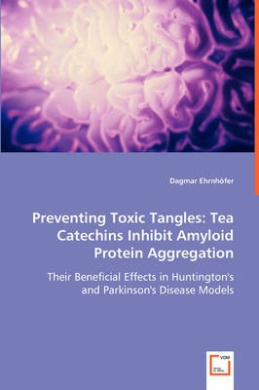 Dagmar Ehrnhöfer
Preventing Toxic Tangles: Tea
Catechins Inhibit Amyloid
Protein Aggregation
Their Beneficial Effects in Huntington's
and Parkinson's Disease Models
VDM